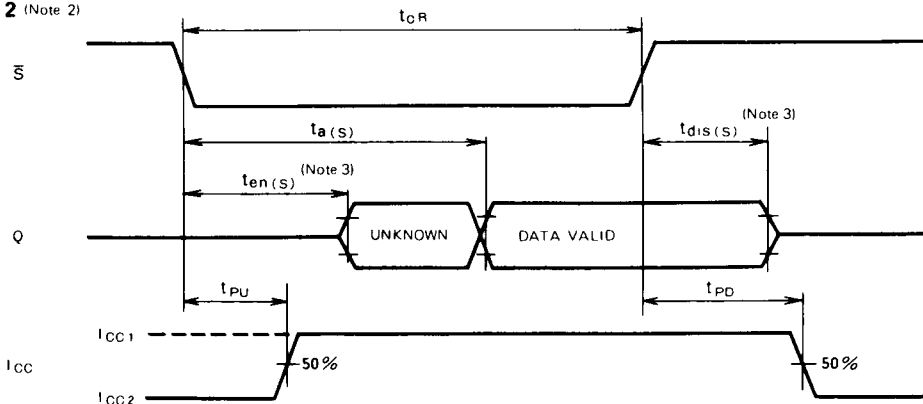 2 (Note 2)
tCR
S̅
ta(S)
(Note 3)
tdis(S)
(Note 3)
ten(S)
Q
UNKNOWN
DATA VALID
tPU
tPD
ICC1
ICC
50%
50%
ICC2